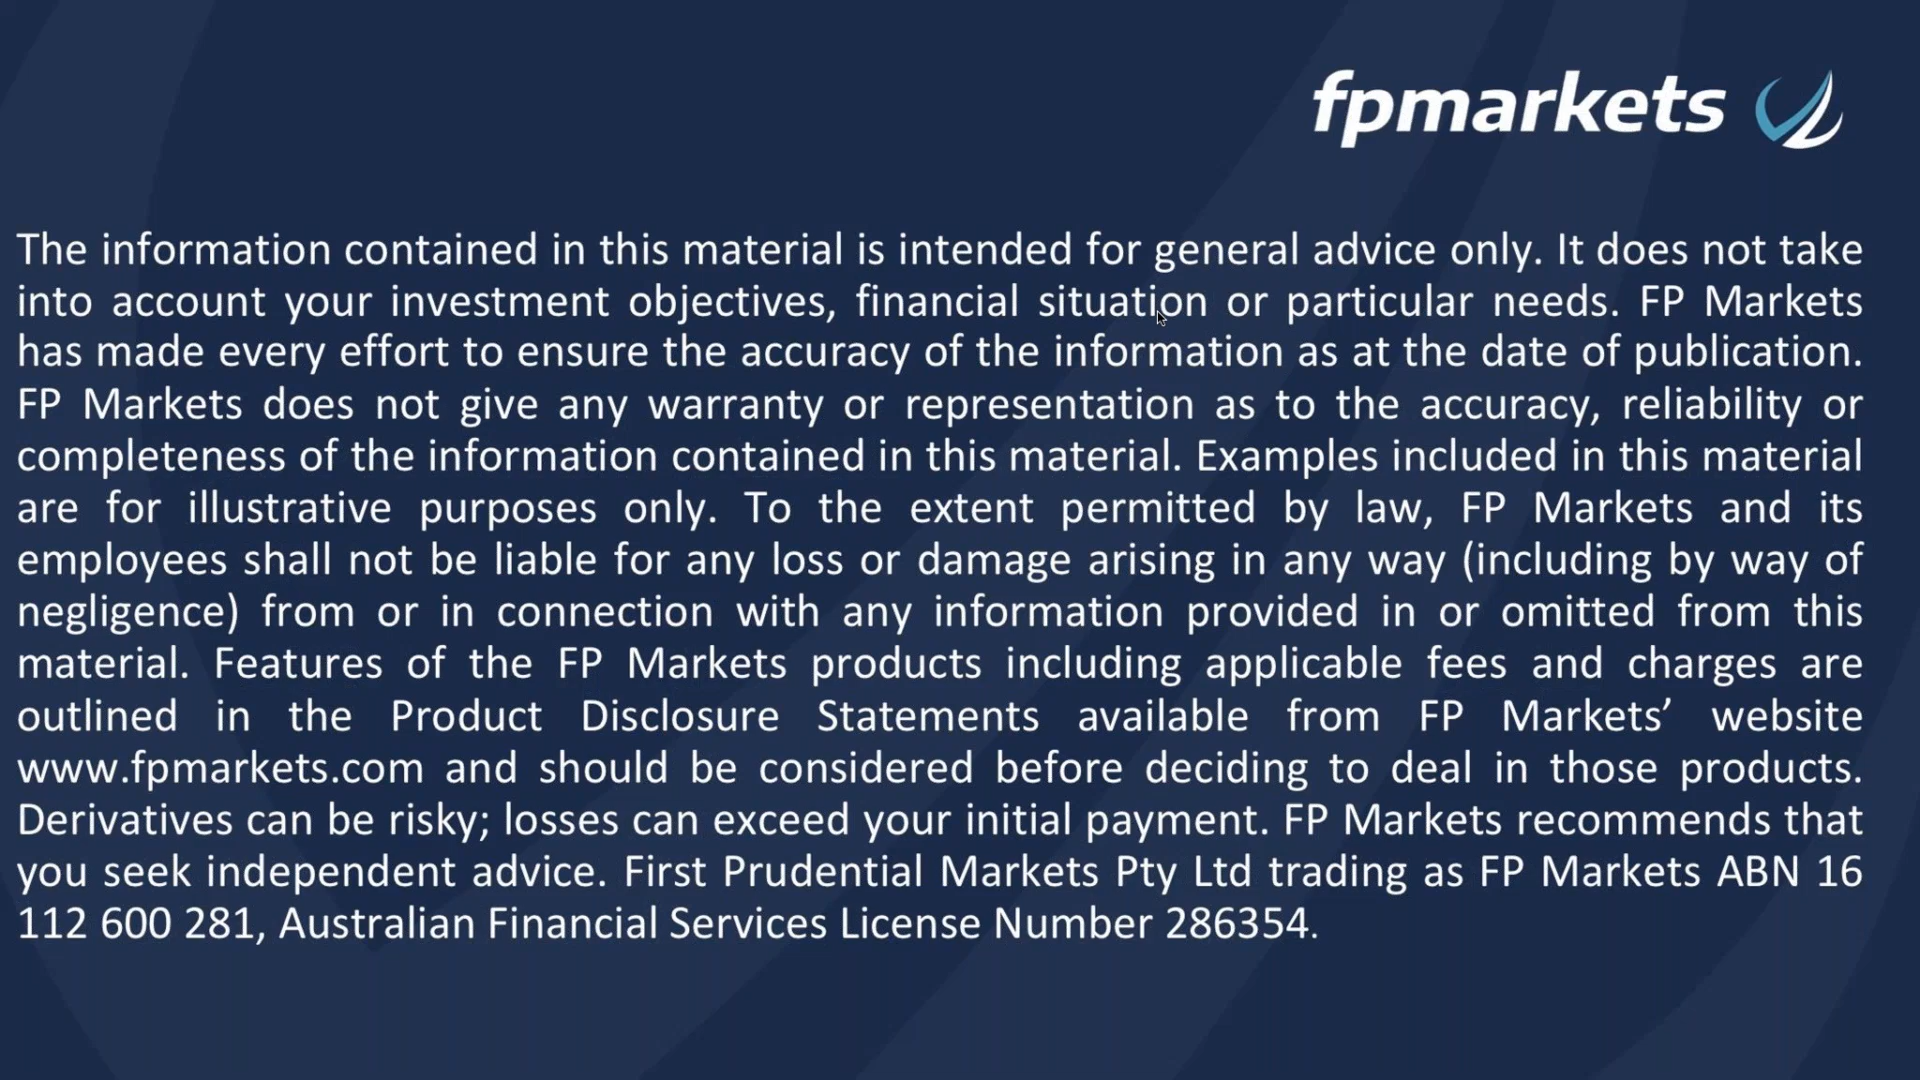 fpmarkets
The information contained in this material is intended for general advice only. It does not take
into account your investment objectives, financial situation or particular needs. FP Markets
has made every effort to ensure the accuracy of the information as at the date of publication.
FP Markets does not give any warranty or representation as to the accuracy, reliability or
completeness of the information contained in this material. Examples included in this material
are for illustrative purposes only. To the extent permitted by law, FP Markets and its
employees shall not be liable for any loss or damage arising in any way (including by way of
negligence) from or in connection with any information provided in or omitted from this
material. Features of the FP Markets products including applicable fees and charges are
outlined in the Product Disclosure Statements available from FP Markets’ website
www.fpmarkets.com and should be considered before deciding to deal in those products.
Derivatives can be risky; losses can exceed your initial payment. FP Markets recommends that
you seek independent advice. First Prudential Markets Pty Ltd trading as FP Markets ABN 16
112 600 281, Australian Financial Services License Number 286354.